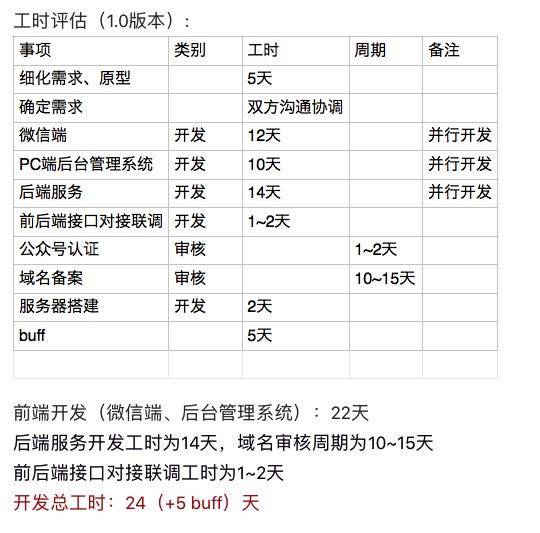 工时评估（1.0版本）:
事项 类别 工时 周期 备注
细化需求、原型 5天
确定需求 双方沟通协调
微信端 开发 12天 并行开发
PC端后台管理系统 开发 10天 并行开发
后端服务 开发 14天 并行开发
前后端接口对接联调 开发 1~2天
公众号认证 审核 1~2天
域名备案 审核 10~15天
服务器搭建 开发 2天
buff 5天
前端开发（微信端、后台管理系统）：22天
后端服务开发工时为14天，域名审核周期为10~15天
前后端接口对接联调工时为1~2天
开发总工时：24（+5 buff）天